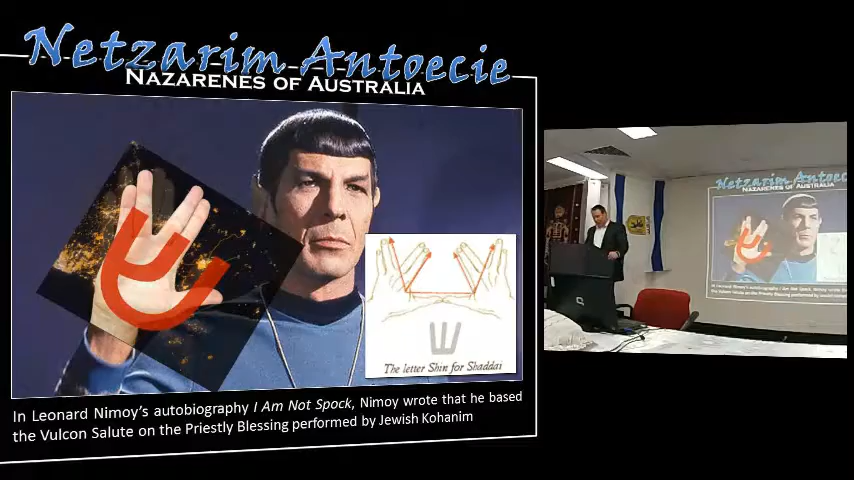 Netzarim Antoecie
NAZARENES OF AUSTRALIA
The letter Shin for Shaddai
In Leonard Nimoy's autobiography I Am Not Spock, Nimoy wrote that he based
the Vulcon Salute on the Priestly Blessing performed by Jewish Kohanim
Netzarim Antoecie
NAZARENES OF AUSTRALIA